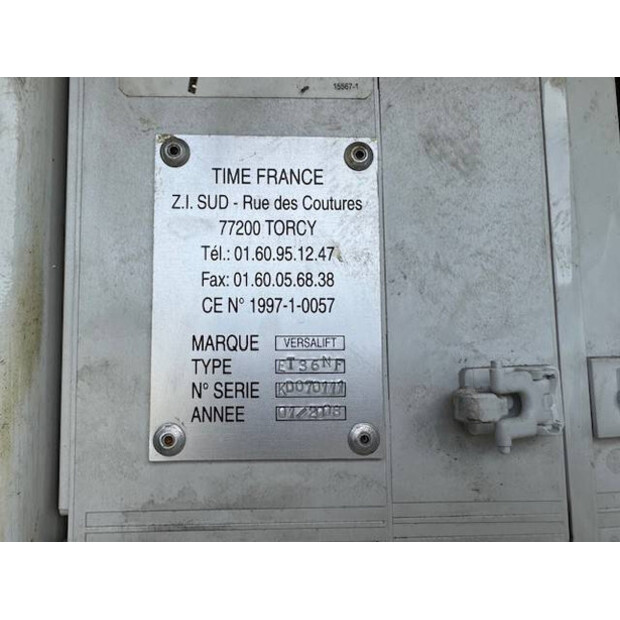 15567-1
TIME FRANCE
Z.I. SUD - Rue des Coutures
77200 TORCY
Tél.: 01.60.95.12.47
Fax: 01.60.05.68.38
CE N° 1997-1-0057
MARQUE VERSALIFT
TYPE ET36NF
N° SERIE KD070111
ANNEE